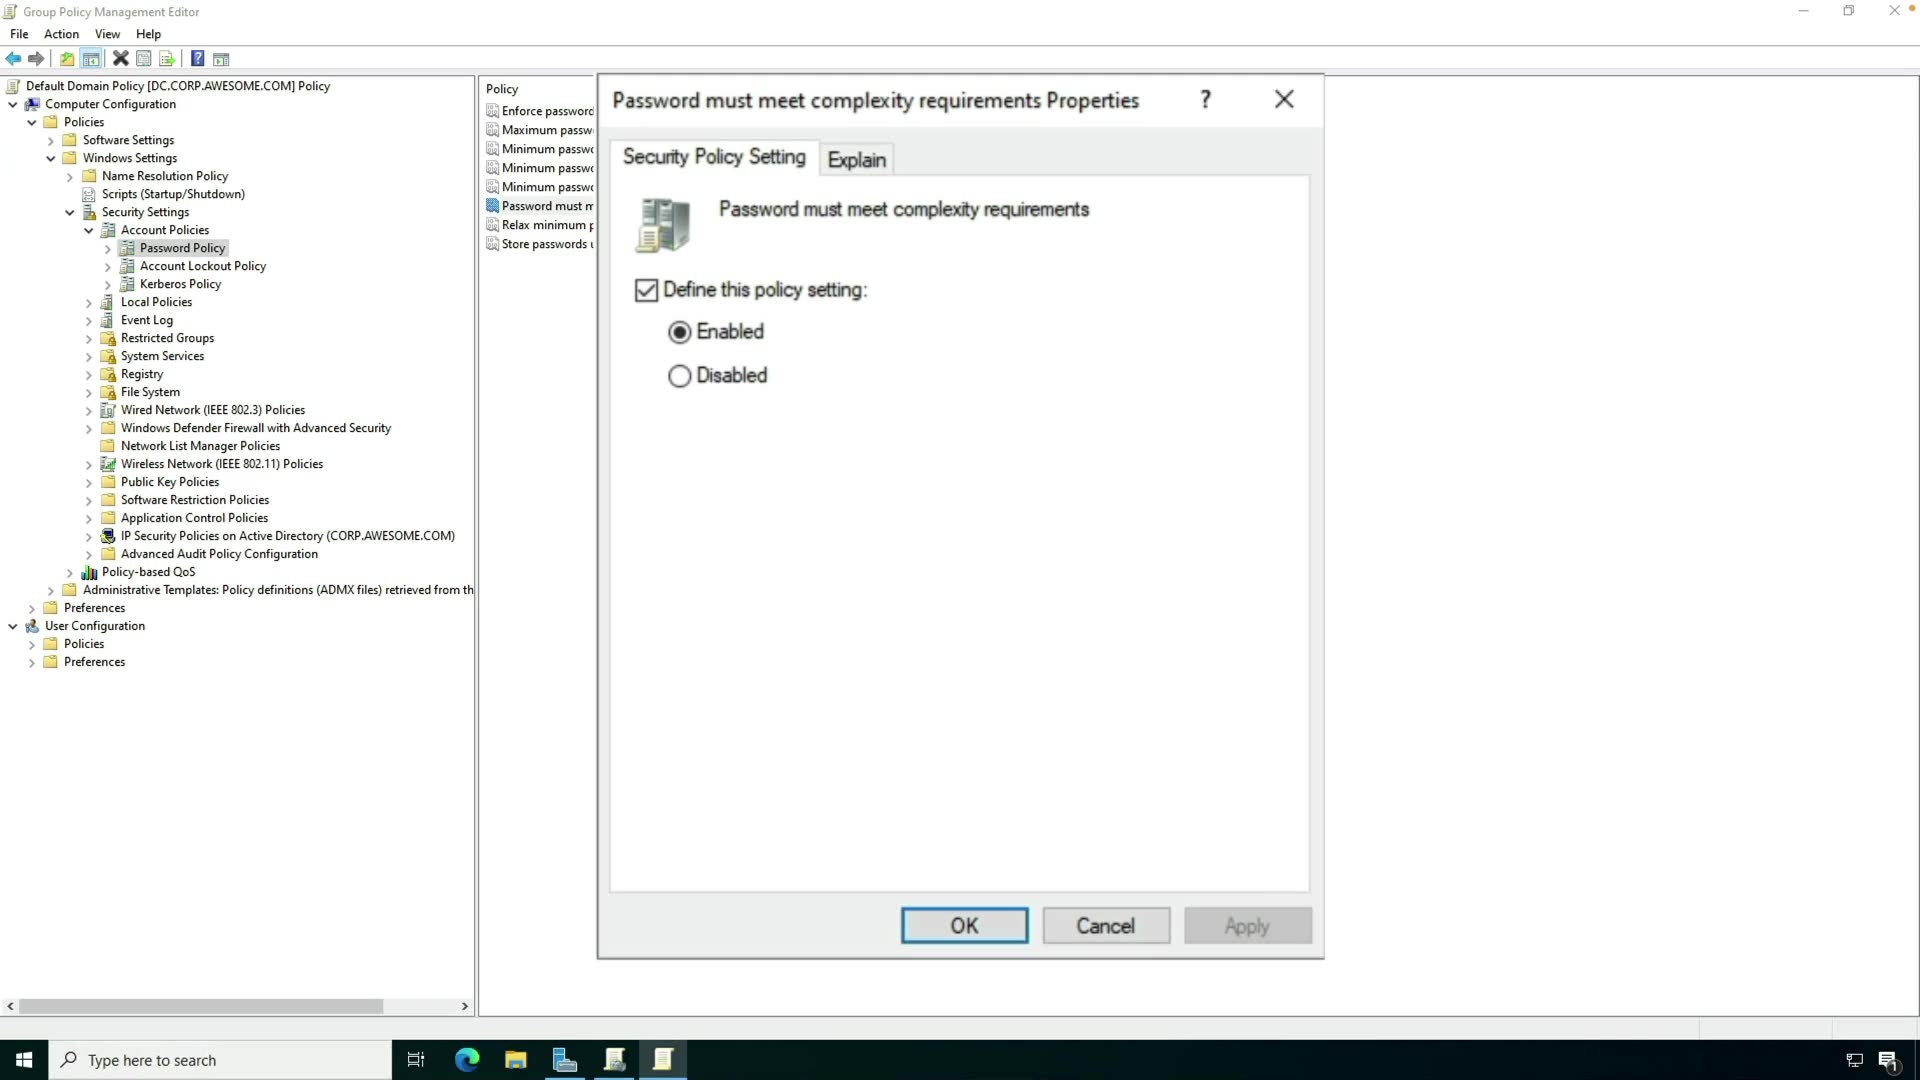 Group Policy Management Editor
File Action View Help
Default Domain Policy [DC.CORP.AWESOME.COM] Policy
Computer Configuration
Policies
Software Settings
Windows Settings
Name Resolution Policy
Scripts (Startup/Shutdown)
Security Settings
Account Policies
Password Policy
Account Lockout Policy
Kerberos Policy
Local Policies
Event Log
Restricted Groups
System Services
Registry
File System
Wired Network (IEEE 802.3) Policies
Windows Defender Firewall with Advanced Security
Network List Manager Policies
Wireless Network (IEEE 802.11) Policies
Public Key Policies
Software Restriction Policies
Application Control Policies
IP Security Policies on Active Directory (CORP.AWESOME.COM)
Advanced Audit Policy Configuration
Policy-based QoS
Administrative Templates: Policy definitions (ADMX files) retrieved from th
Preferences
User Configuration
Policies
Preferences
Policy
Enforce password
Maximum passw
Minimum passw
Minimum passw
Minimum passw
Password must m
Relax minimum p
Store passwords u
Password must meet complexity requirements Properties
?
Security Policy Setting
Explain
Password must meet complexity requirements
Define this policy setting:
Enabled
Disabled
OK
Cancel
Apply
Type here to search
1